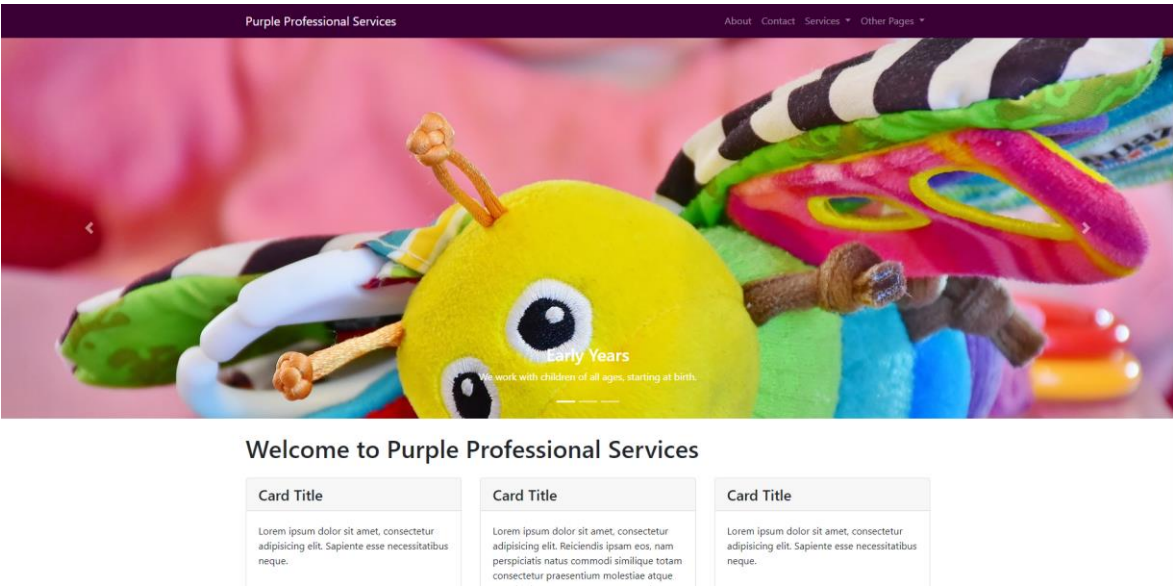 Purple Professional Services
About Contact Services Other Pages
Early Years
We work with children of all ages, starting at birth.
Welcome to Purple Professional Services
Card Title
Lorem ipsum dolor sit amet, consectetur
adipisicing elit. Sapiente esse necessitatibus
neque.
Card Title
Lorem ipsum dolor sit amet, consectetur
adipisicing elit. Reiciendis ipsam eos, nam
perspiciatis natus commodi similique totam
consectetur praesentium molestiae atque
Card Title
Lorem ipsum dolor sit amet, consectetur
adipisicing elit. Sapiente esse necessitatibus
neque.